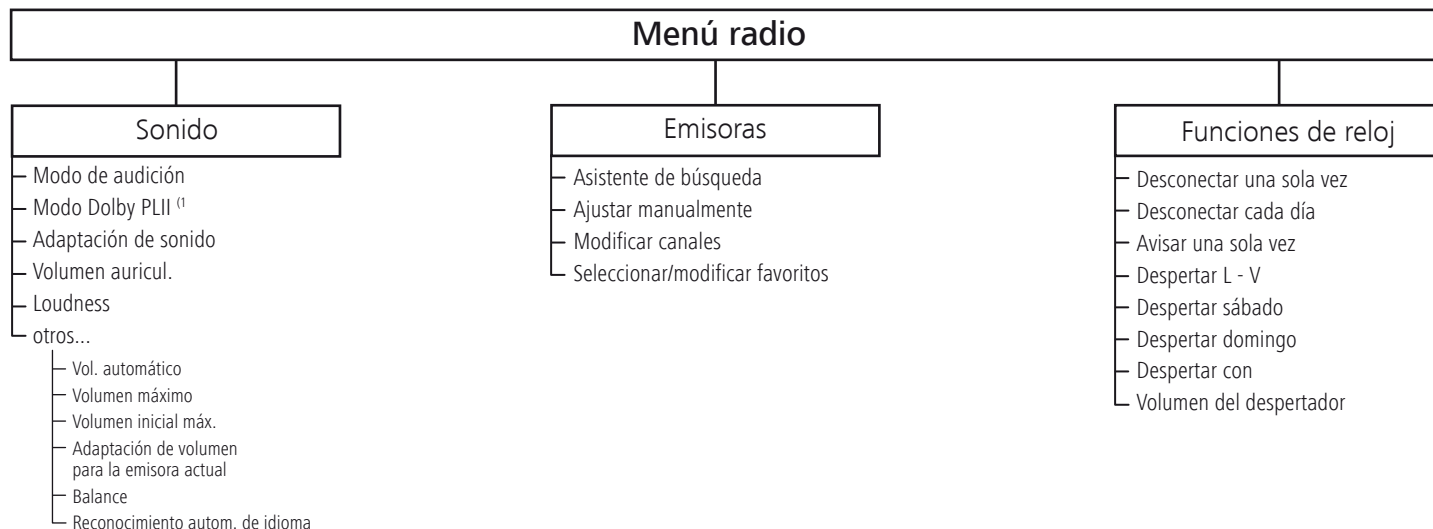 Menú radio
Sonido
Modo de audición
Modo Dolby PLII (1
Adaptación de sonido
Volumen auricul.
Loudness
otros...
Vol. automático
Volumen máximo
Volumen inicial máx.
Adaptación de volumen
para la emisora actual
Balance
Reconocimiento autom. de idioma
Emisoras
Asistente de búsqueda
Ajustar manualmente
Modificar canales
Seleccionar/modificar favoritos
Funciones de reloj
Desconectar una sola vez
Desconectar cada día
Avisar una sola vez
Despertar L - V
Despertar sábado
Despertar domingo
Despertar con
Volumen del despertador